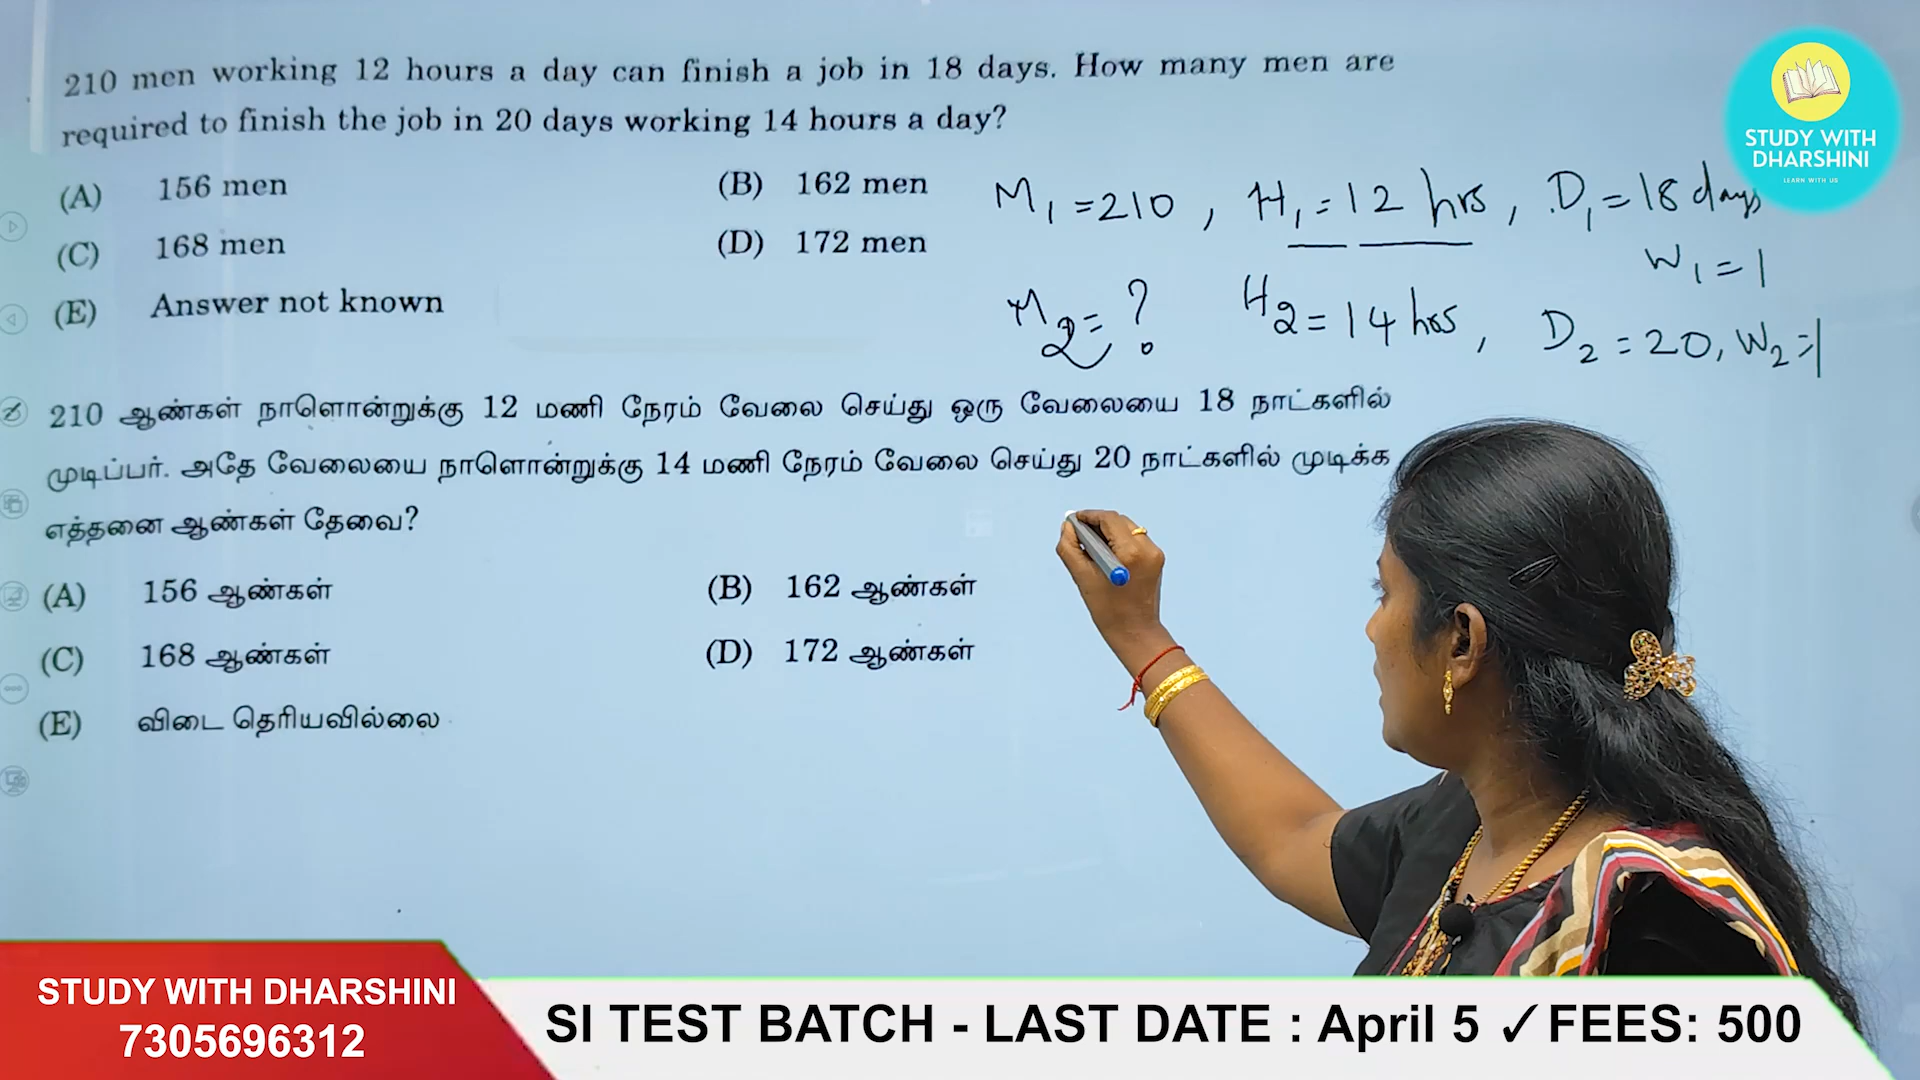 210 men working 12 hours a day can finish a job in 18 days. How many men are
required to finish the job in 20 days working 14 hours a day?
(A) 156 men
(B) 162 men
(C) 168 men
(D) 172 men
(E) Answer not known
M1 = 210 , H1 = 12 hrs , D1 = 18 days
W1 = 1
M2 = ? H2 = 14 hrs , D2 = 20, W2 = 1
210 ஆண்கள் நாளொன்றுக்கு 12 மணி நேரம் வேலை செய்து ஒரு வேலையை 18 நாட்களில்
முடிப்பர். அதே வேலையை நாளொன்றுக்கு 14 மணி நேரம் வேலை செய்து 20 நாட்களில் முடிக்க
எத்தனை ஆண்கள் தேவை?
(A) 156 ஆண்கள்
(B) 162 ஆண்கள்
(C) 168 ஆண்கள்
(D) 172 ஆண்கள்
(E) விடை தெரியவில்லை
STUDY WITH
DHARSHINI
LEARN WITH US
STUDY WITH DHARSHINI
7305696312
SI TEST BATCH - LAST DATE : April 5 ✓FEES: 500